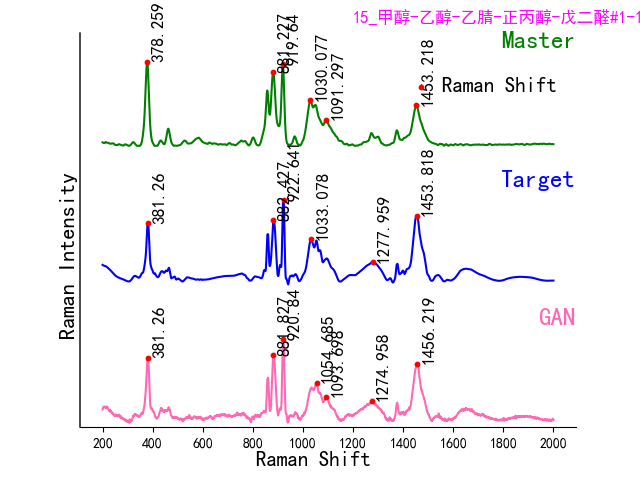 15_甲醇-乙醇-乙腈-正丙醇-戊二醛#1-1
Master
378.259
881.227
919.64
1030.077
1091.297
1453.218
Raman Shift
Target
381.26
882.427
922.641
1033.078
1277.959
1453.818
GAN
381.26
881.827
920.84
1054.685
1093.698
1274.958
1456.219
Raman Intensity
200 400 600 800 1000 1200 1400 1600 1800 2000
Raman Shift